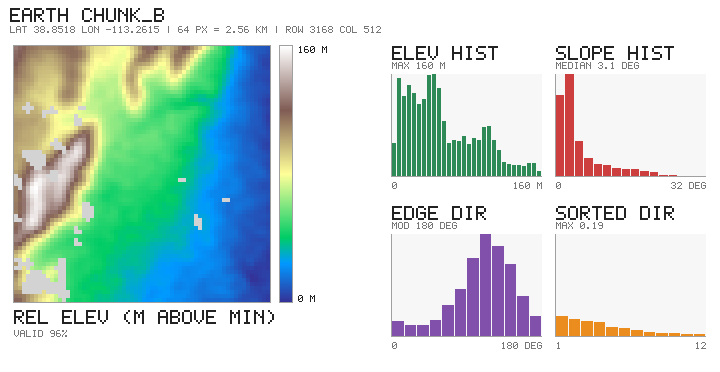 EARTH CHUNK_B
LAT 38.8518 LON -113.2615 | 64 PX = 2.56 KM | ROW 3168 COL 512
160 M
0 M
REL ELEV (M ABOVE MIN)
VALID 96%
ELEV HIST
MAX 160 M
0 160 M
SLOPE HIST
MEDIAN 3.1 DEG
0 32 DEG
EDGE DIR
MOD 180 DEG
0 180 DEG
SORTED DIR
MAX 0.19
1 12